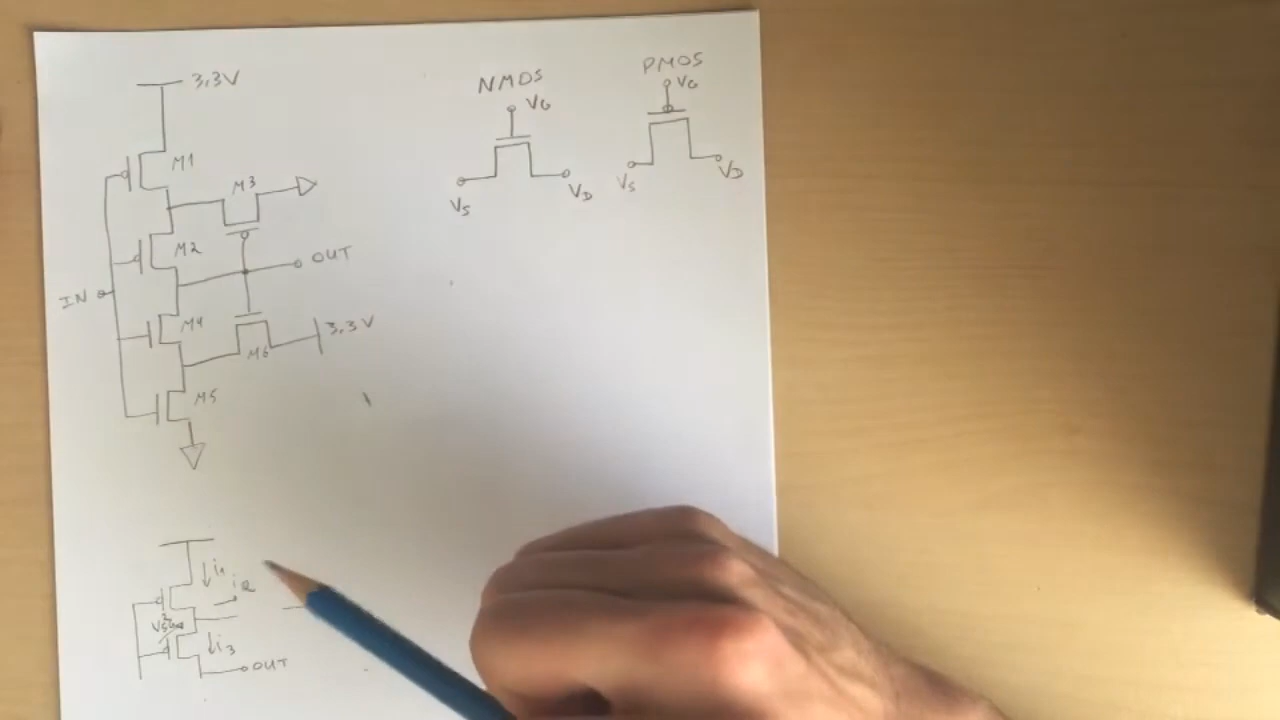 3,3V
NMOS
PMOS
VG
VG
M1
M3
VS
VD
VS
VD
M2
OUT
IN
M4
3,3V
M6
M5
i1
i2
i3
OUT